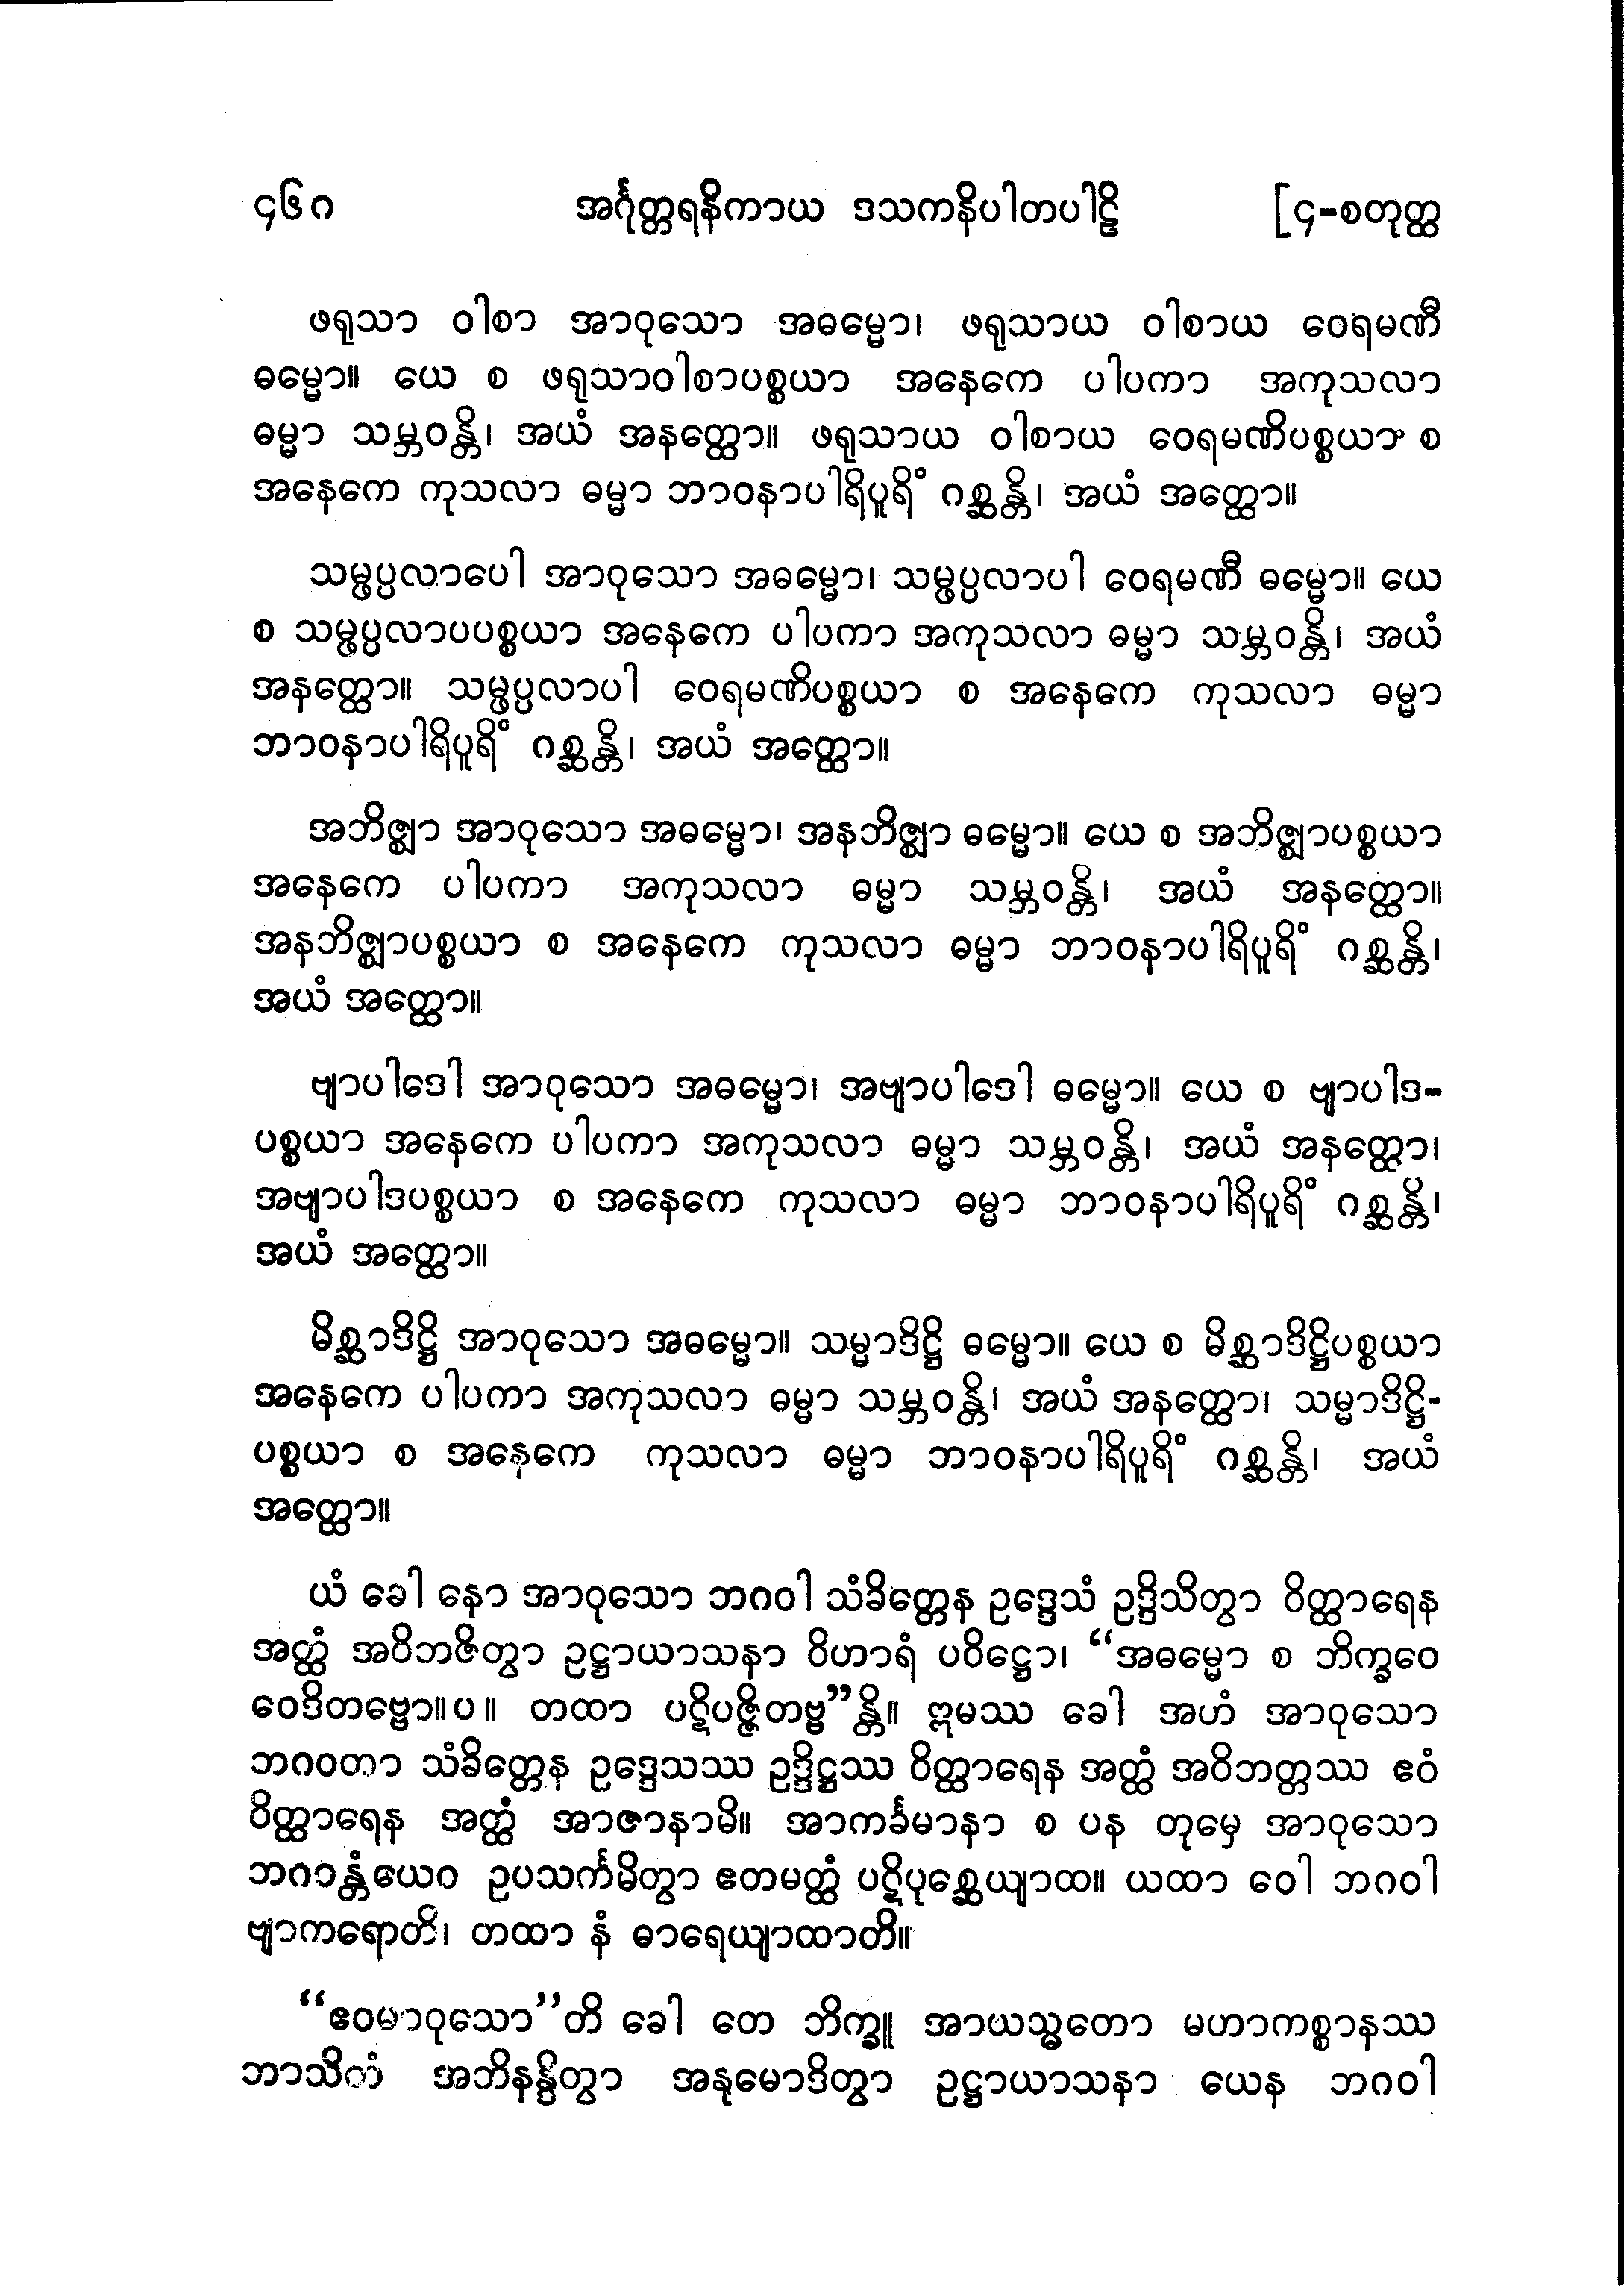 ၄၆ဂ အင်္ဂုတ္တရနိကာယ ဒသကနိပါတပါဠိ [၄-စတုတ္ထ
ဖရုသာ ဝါစာ အာဝုသော အဓမ္မော၊ ဖရုသာယ ဝါစာယ ဝေရမဏီ
ဓမ္မော။ ယေ စ ဖရုသာဝါစာပစ္စယာ အနေကေ ပါပကာ အကုသလာ
ဓမ္မာ သမ္ဘဝန္တိ၊ အယံ အနတ္ထော။ ဖရုသာယ ဝါစာယ ဝေရမဏိပစ္စယာ စ
အနေကေ ကုသလာ ဓမ္မာ ဘာဝနာပါရိပူရိံ ဂစ္ဆန္တိ၊ အယံ အတ္ထော။
သမ္ဖပ္ပလာပေါ အာဝုသော အဓမ္မော၊ သမ္ဖပ္ပလာပါ ဝေရမဏီ ဓမ္မော။ ယေ
စ သမ္ဖပ္ပလာပပစ္စယာ အနေကေ ပါပကာ အကုသလာ ဓမ္မာ သမ္ဘဝန္တိ၊ အယံ
အနတ္ထော။ သမ္ဖပ္ပလာပါ ဝေရမဏိပစ္စယာ စ အနေကေ ကုသလာ ဓမ္မာ
ဘာဝနာပါရိပူရိံ ဂစ္ဆန္တိ၊ အယံ အတ္ထော။
အဘိဇ္ဈာ အာဝုသော အဓမ္မော၊ အနဘိဇ္ဈာ ဓမ္မော။ ယေ စ အဘိဇ္ဈာပစ္စယာ
အနေကေ ပါပကာ အကုသလာ ဓမ္မာ သမ္ဘဝန္တိ၊ အယံ အနတ္ထော။
အနဘိဇ္ဈာပစ္စယာ စ အနေကေ ကုသလာ ဓမ္မာ ဘာဝနာပါရိပူရိံ ဂစ္ဆန္တိ၊
အယံ အတ္ထော။
ဗျာပါဒေါ အာဝုသော အဓမ္မော၊ အဗျာပါဒေါ ဓမ္မော။ ယေ စ ဗျာပါဒ-
ပစ္စယာ အနေကေ ပါပကာ အကုသလာ ဓမ္မာ သမ္ဘဝန္တိ၊ အယံ အနတ္ထော၊
အဗျာပါဒပစ္စယာ စ အနေကေ ကုသလာ ဓမ္မာ ဘာဝနာပါရိပူရိံ ဂစ္ဆန္တိ၊
အယံ အတ္ထော။
မိစ္ဆာဒိဋ္ဌိ အာဝုသော အဓမ္မော။ သမ္မာဒိဋ္ဌိ ဓမ္မော။ ယေ စ မိစ္ဆာဒိဋ္ဌိပစ္စယာ
အနေကေ ပါပကာ အကုသလာ ဓမ္မာ သမ္ဘဝန္တိ၊ အယံ အနတ္ထော၊ သမ္မာဒိဋ္ဌိ-
ပစ္စယာ စ အနေကေ ကုသလာ ဓမ္မာ ဘာဝနာပါရိပူရိံ ဂစ္ဆန္တိ၊ အယံ
အတ္ထော။
ယံ ခေါ နော အာဝုသော ဘဂဝါ သံခိတ္တေန ဥဒ္ဒေသံ ဥဒ္ဒိသိတွာ ဝိတ္ထာရေန
အတ္ထံ အဝိဘဇိတွာ ဥဋ္ဌာယာသနာ ဝိဟာရံ ပဝိဋ္ဌော၊ “အဓမ္မော စ ဘိက္ခဝေ
ဝေဒိတဗ္ဗော။ပ။ တထာ ပဋိပဇ္ဇိတဗ္ဗ”န္တိ။ ဣမဿ ခေါ အဟံ အာဝုသော
ဘဂဝတာ သံခိတ္တေန ဥဒ္ဒေသဿ ဥဒ္ဒိဋ္ဌဿ ဝိတ္ထာရေန အတ္ထံ အဝိဘတ္တဿ ဧဝံ
ဝိတ္ထာရေန အတ္ထံ အာဇာနာမိ။ အာကင်္ခမာနာ စ ပန တုမှေ အာဝုသော
ဘဂဝန္တံယေဝ ဥပသင်္ကမိတွာ ဧတမတ္ထံ ပဋိပုစ္ဆေယျာထ။ ယထာ ဝေါ ဘဂဝါ
ဗျာကရောတိ၊ တထာ နံ ဓာရေယျာထာတိ။
“ဧဝမာဝုသော”တိ ခေါ တေ ဘိက္ခူ အာယသ္မတော မဟာကစ္စာနဿ
ဘာသိတံ အဘိနန္ဒိတွာ အနုမောဒိတွာ ဥဋ္ဌာယာသနာ ယေန ဘဂဝါ